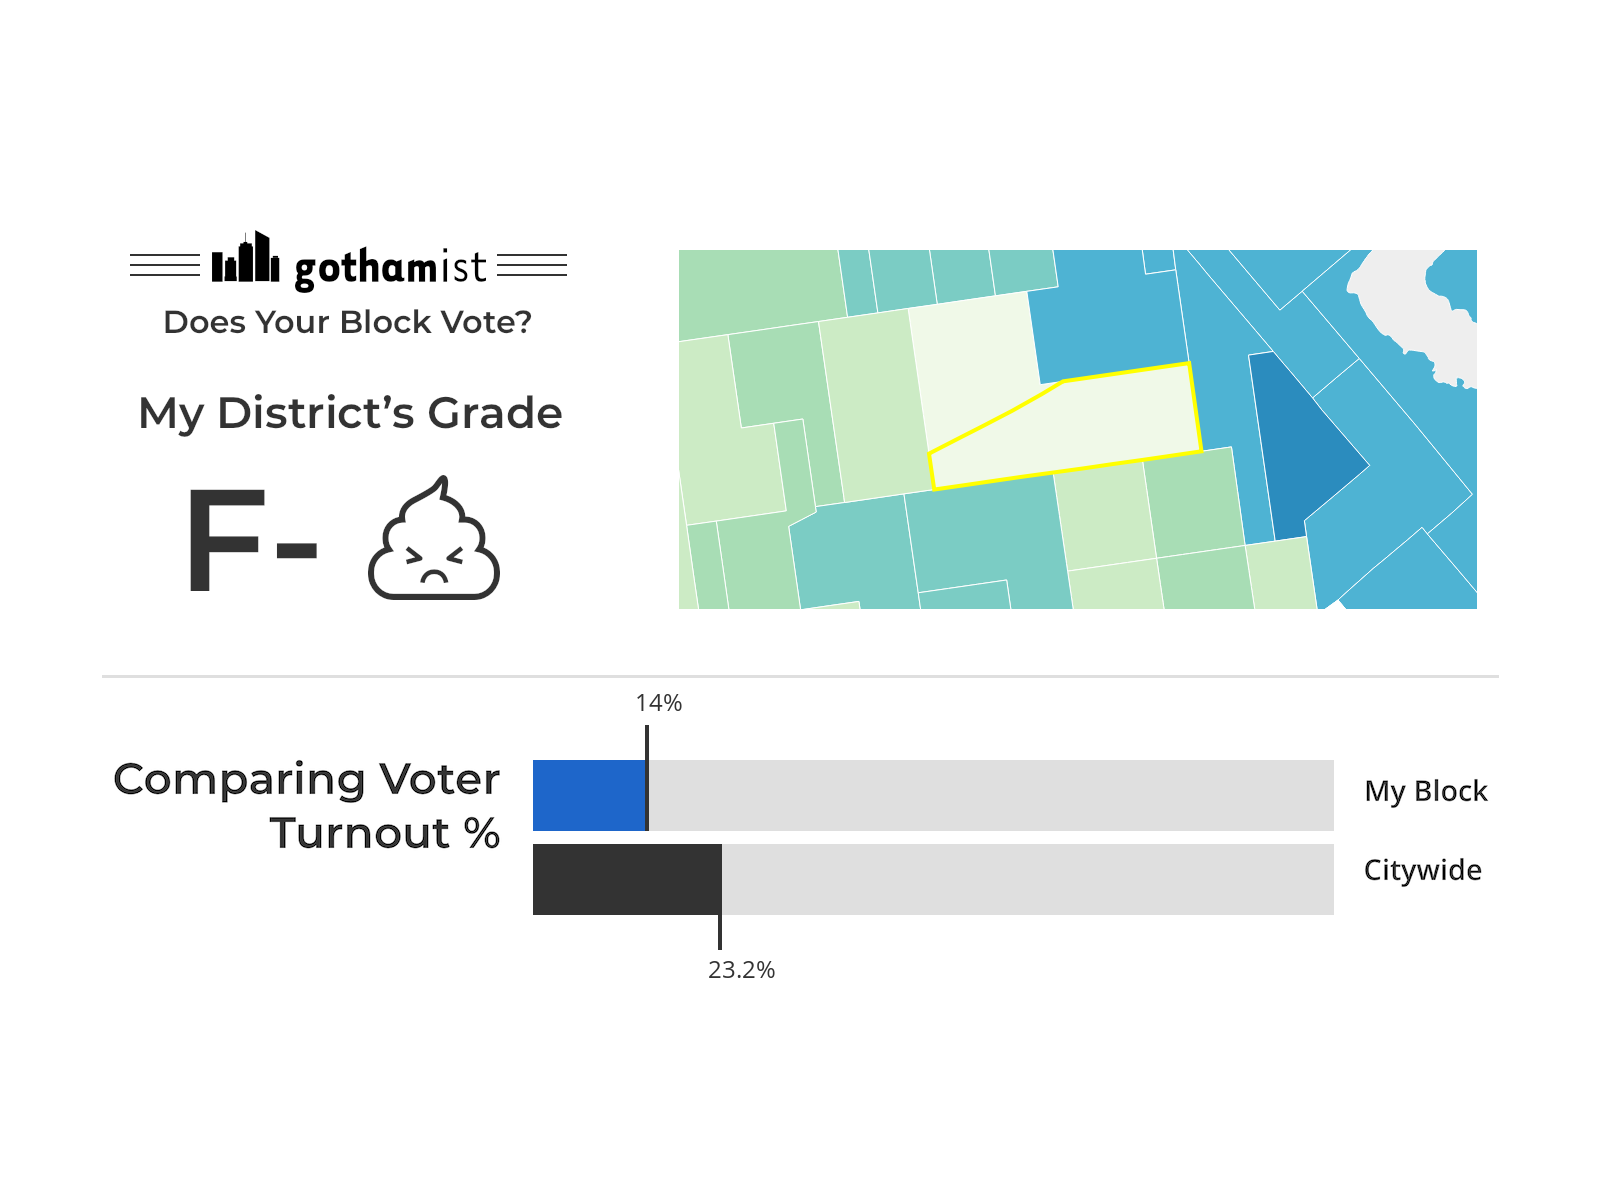 gothamist
Does Your Block Vote?
My District’s Grade
F-
14%
Comparing Voter
Turnout %
My Block
Citywide
23.2%